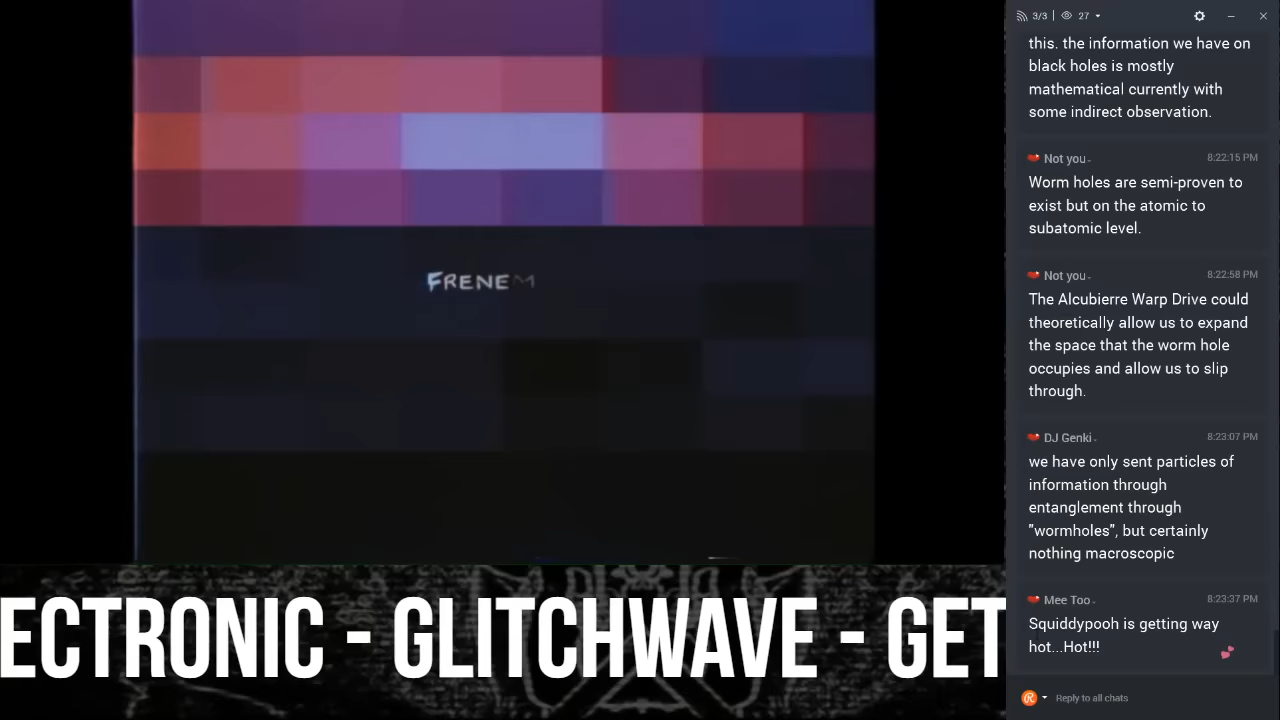 FRENEM
ECTRONIC - GLITCHWAVE - GET
3/3 | 27
this. the information we have on
black holes is mostly
mathematical currently with
some indirect observation.
Not you 8:22:15 PM
Worm holes are semi-proven to
exist but on the atomic to
subatomic level.
Not you 8:22:58 PM
The Alcubierre Warp Drive could
theoretically allow us to expand
the space that the worm hole
occupies and allow us to slip
through.
DJ Genki 8:23:07 PM
we have only sent particles of
information through
entanglement through
"wormholes", but certainly
nothing macroscopic
Mee Too 8:23:37 PM
Squiddypooh is getting way
hot...Hot!!!
Reply to all chats